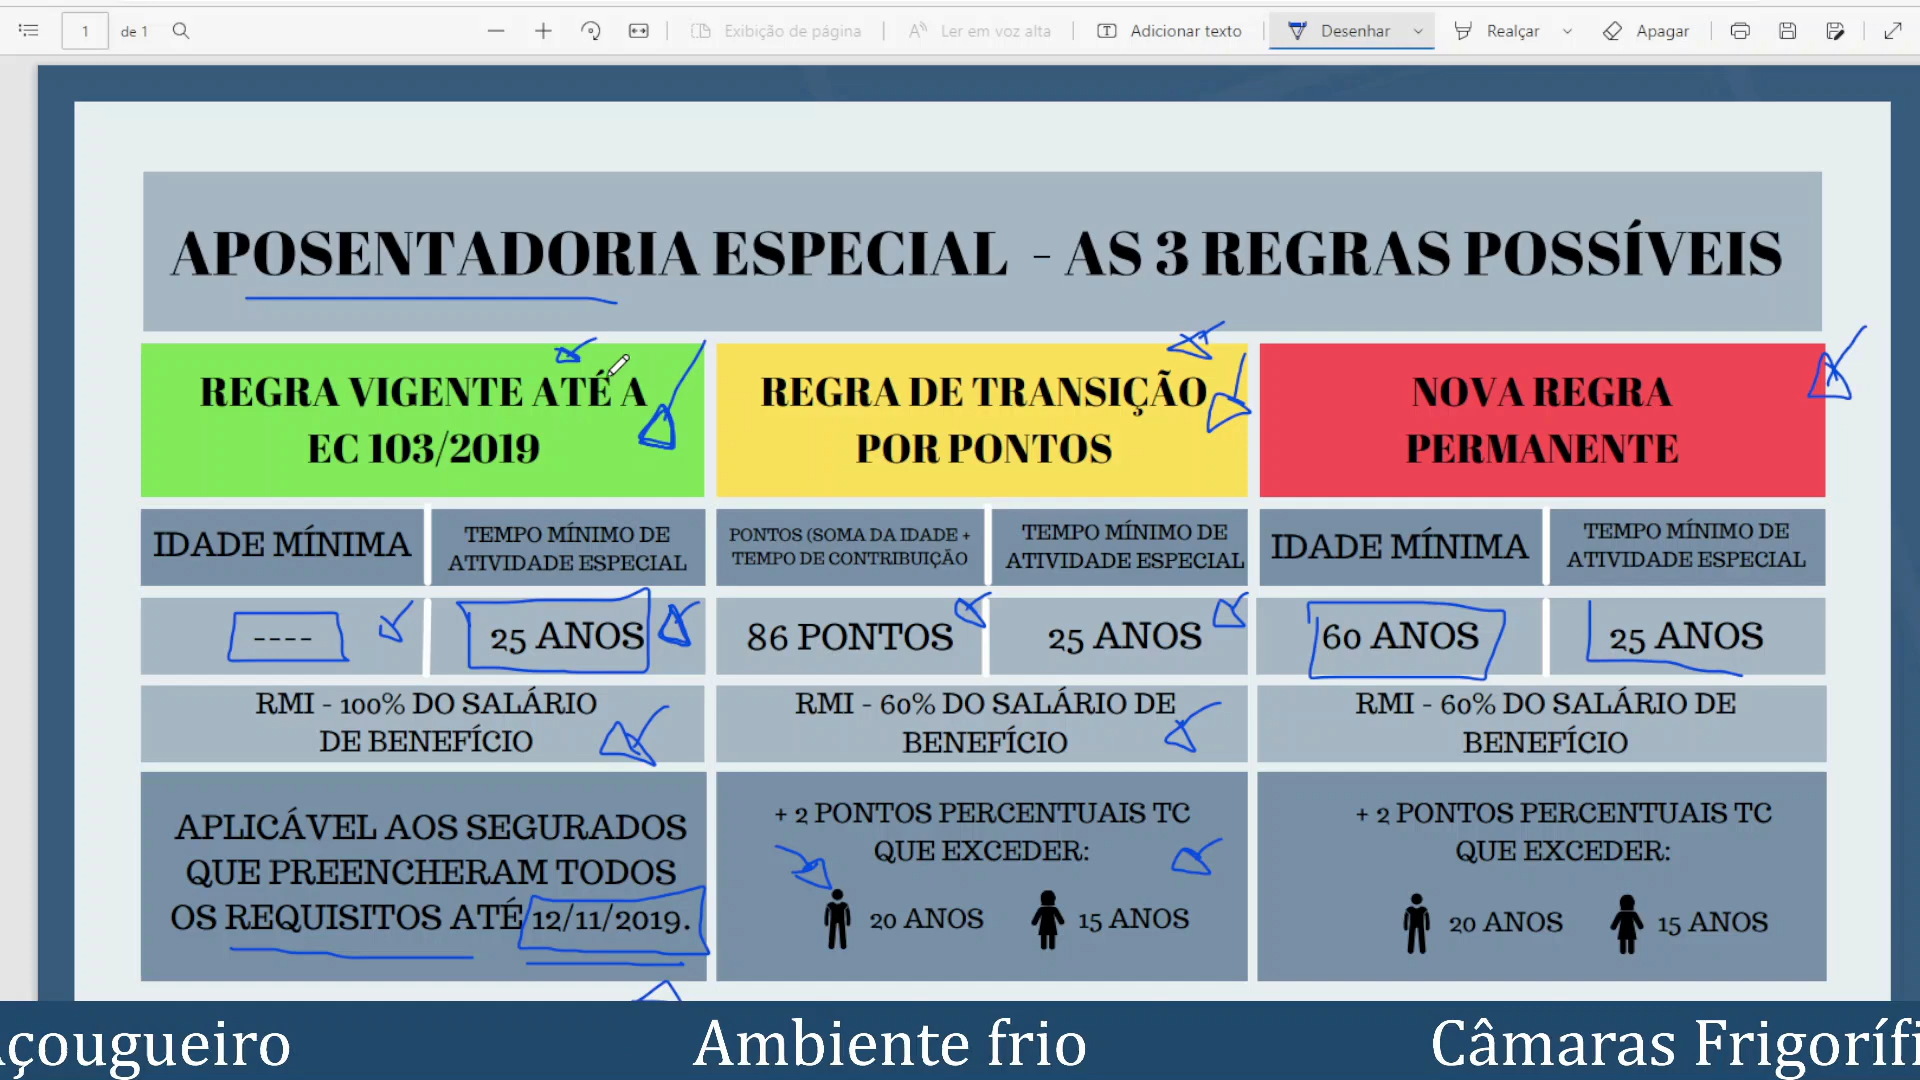 1 de 1 Exibição de página Ler em voz alta Adicionar texto Desenhar Realçar Apagar
APOSENTADORIA ESPECIAL - AS 3 REGRAS POSSÍVEIS
REGRA VIGENTE ATÉ A
EC 103/2019
REGRA DE TRANSIÇÃO
POR PONTOS
NOVA REGRA
PERMANENTE
IDADE MÍNIMA
TEMPO MÍNIMO DE
ATIVIDADE ESPECIAL
PONTOS (SOMA DA IDADE +
TEMPO DE CONTRIBUIÇÃO
TEMPO MÍNIMO DE
ATIVIDADE ESPECIAL
IDADE MÍNIMA
TEMPO MÍNIMO DE
ATIVIDADE ESPECIAL
----
25 ANOS
86 PONTOS
25 ANOS
60 ANOS
25 ANOS
RMI - 100% DO SALÁRIO
DE BENEFÍCIO
RMI - 60% DO SALÁRIO DE
BENEFÍCIO
RMI - 60% DO SALÁRIO DE
BENEFÍCIO
APLICÁVEL AOS SEGURADOS
QUE PREENCHERAM TODOS
OS REQUISITOS ATÉ 12/11/2019.
+ 2 PONTOS PERCENTUAIS TC
QUE EXCEDER:
20 ANOS 15 ANOS
+ 2 PONTOS PERCENTUAIS TC
QUE EXCEDER:
20 ANOS 15 ANOS
çougueiro Ambiente frio Câmaras Frigorífi